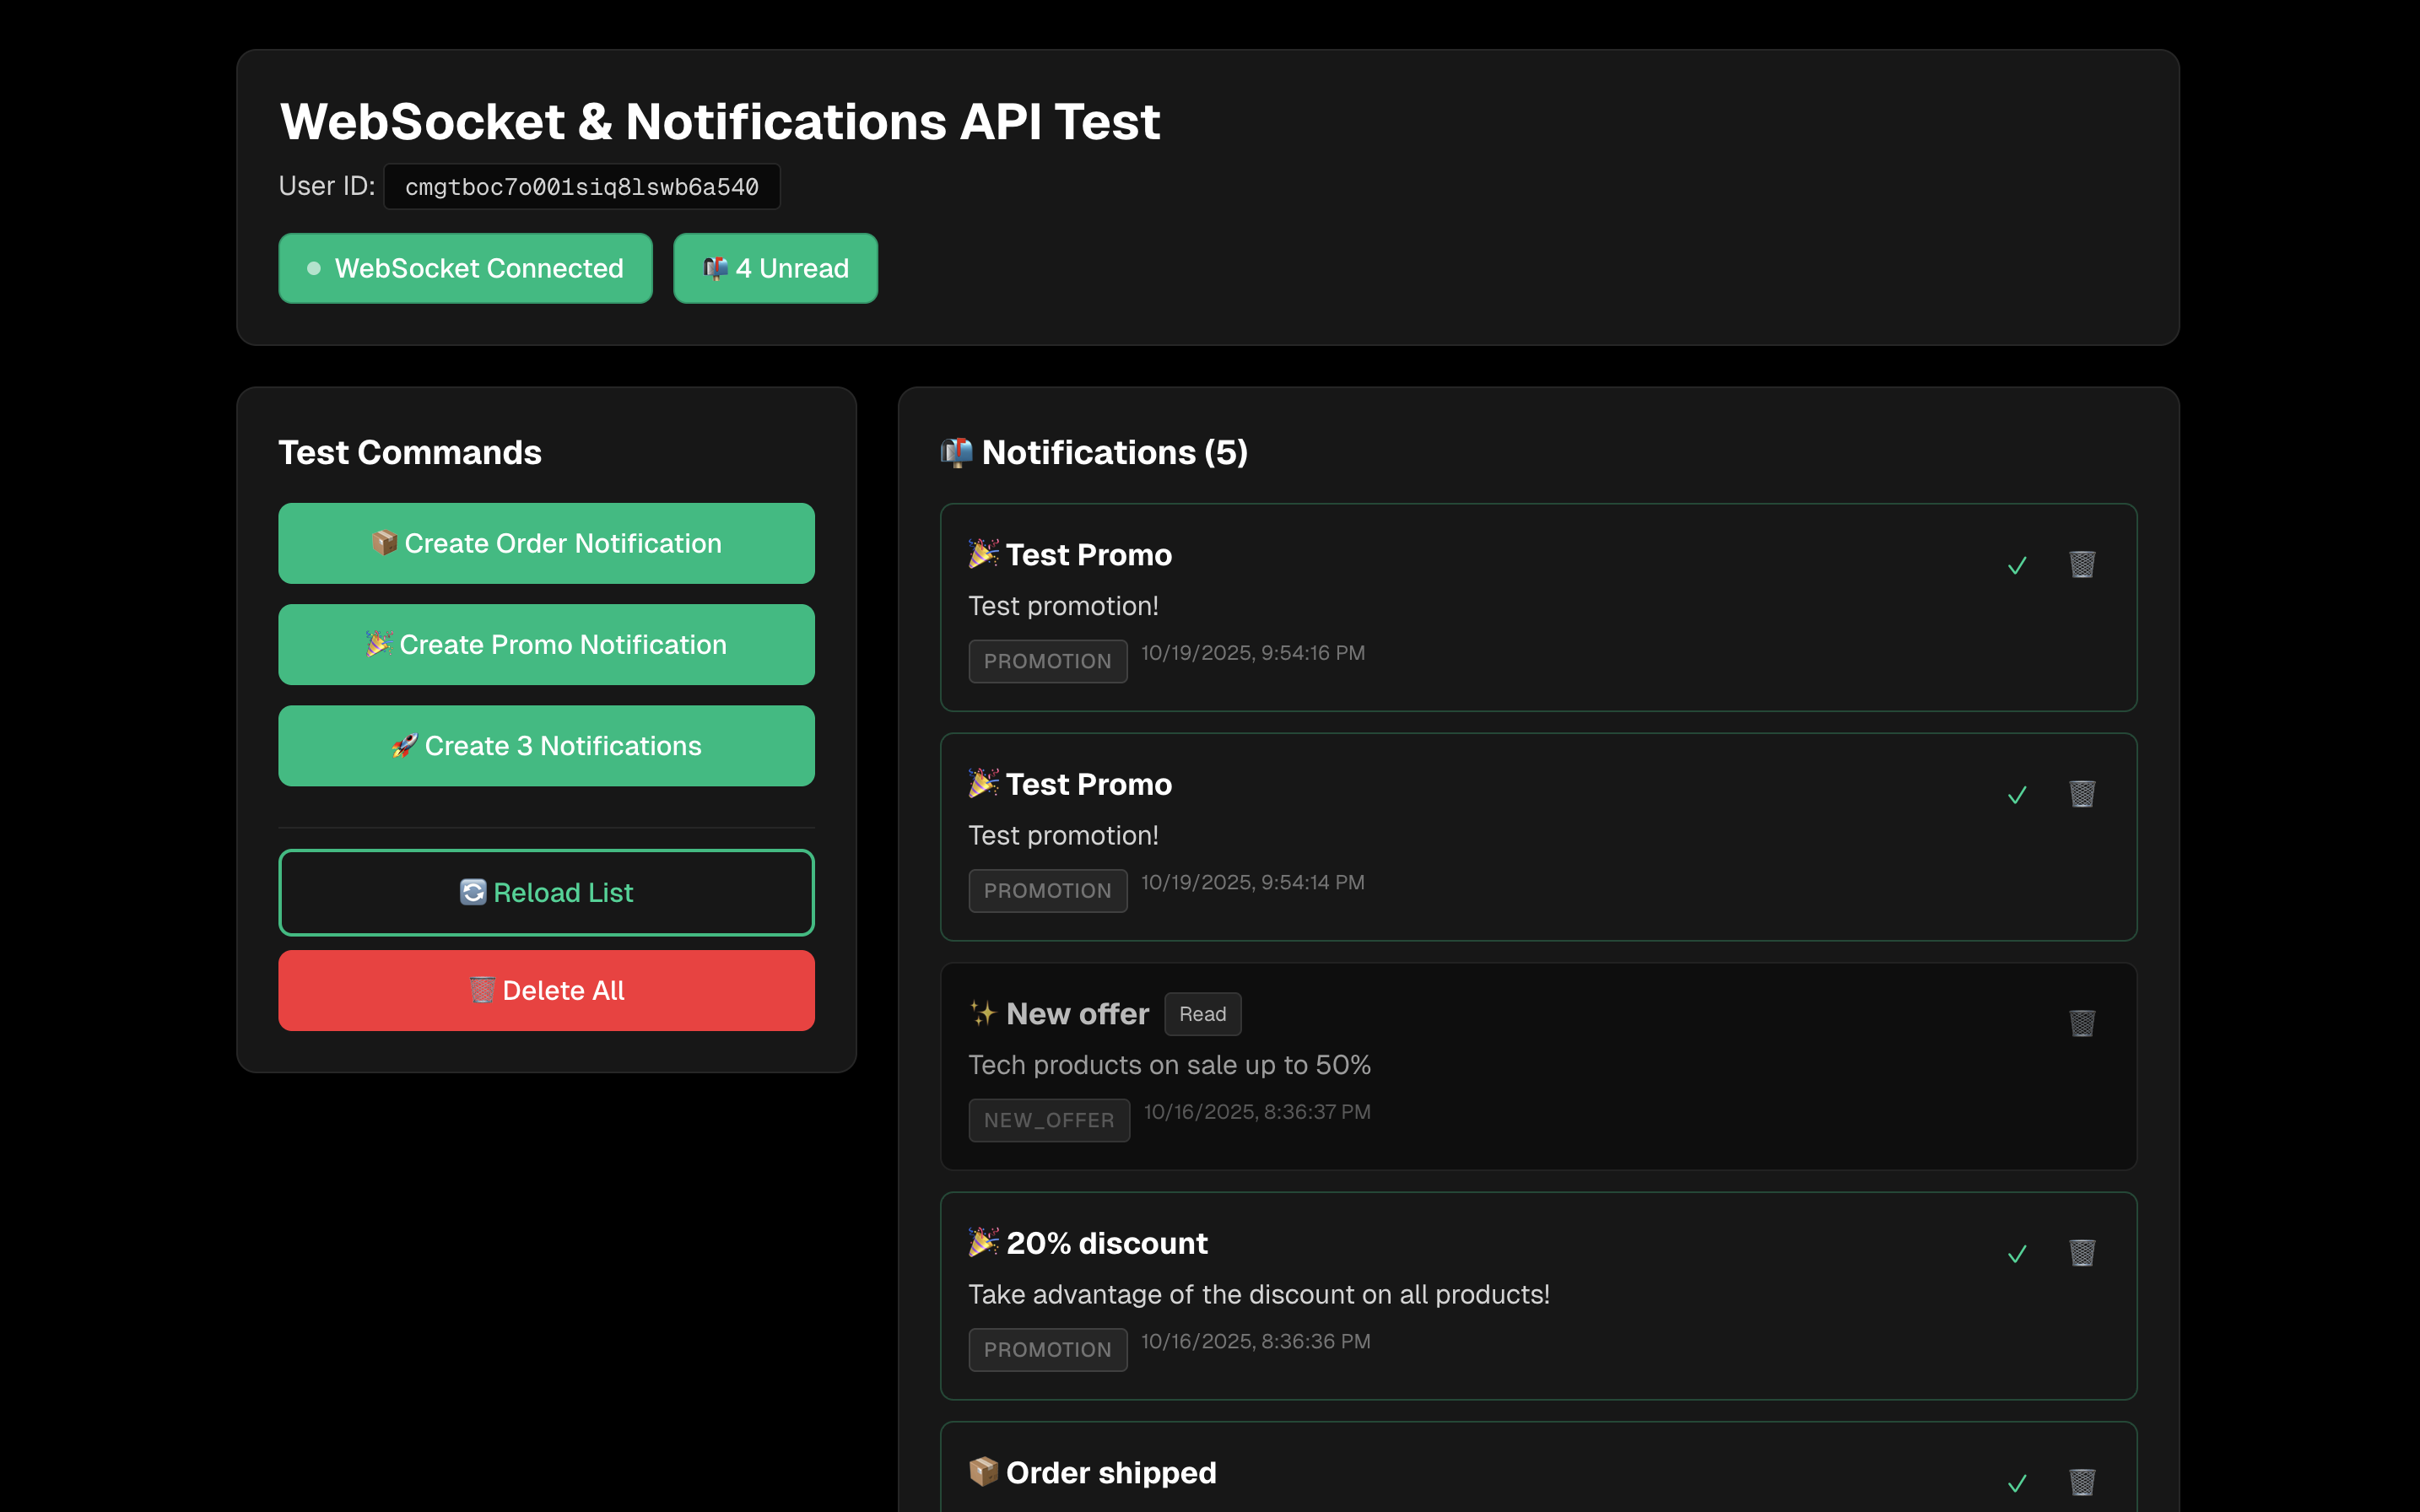 WebSocket & Notifications API Test
User ID: cmgtboc7o001siq8lswb6a540
WebSocket Connected
4 Unread
Test Commands
Create Order Notification
Create Promo Notification
Create 3 Notifications
Reload List
Delete All
Notifications (5)
Test Promo
Test promotion!
PROMOTION 10/19/2025, 9:54:16 PM
Test Promo
Test promotion!
PROMOTION 10/19/2025, 9:54:14 PM
New offer Read
Tech products on sale up to 50%
NEW_OFFER 10/16/2025, 8:36:37 PM
20% discount
Take advantage of the discount on all products!
PROMOTION 10/16/2025, 8:36:36 PM
Order shipped